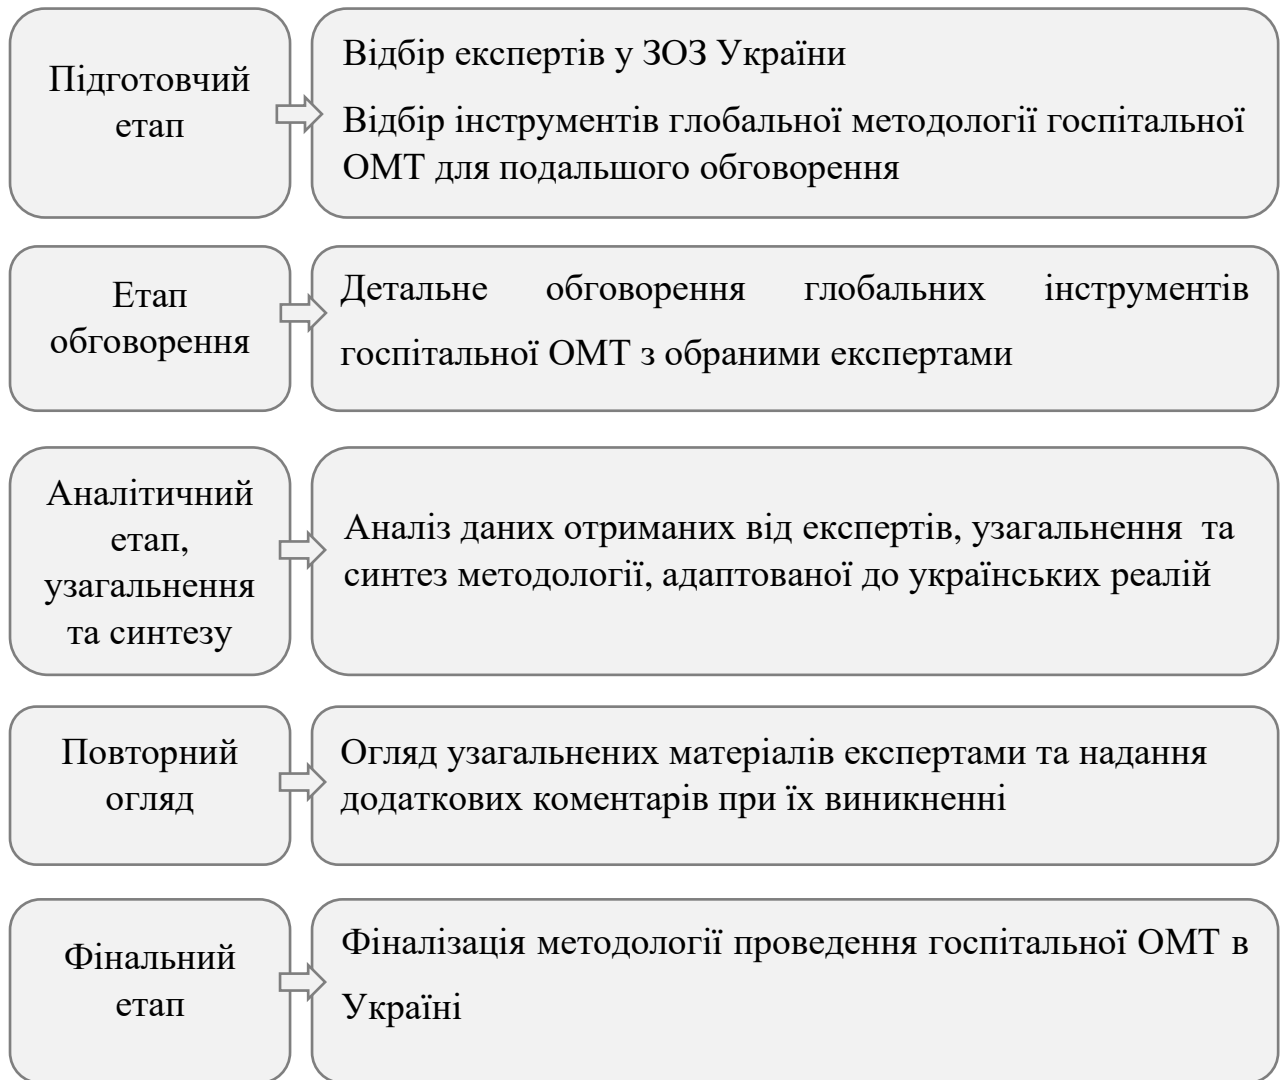 Підготовчий
етап
Відбір експертів у ЗОЗ України
Відбір інструментів глобальної методології госпітальної
ОМТ для подальшого обговорення
Етап
обговорення
Детальне обговорення глобальних інструментів
госпітальної ОМТ з обраними експертами
Аналітичний
етап,
узагальнення
та синтезу
Аналіз даних отриманих від експертів, узагальнення та
синтез методології, адаптованої до українських реалій
Повторний
огляд
Огляд узагальнених матеріалів експертами та надання
додаткових коментарів при їх виникненні
Фінальний
етап
Фіналізація методології проведення госпітальної ОМТ в
Україні